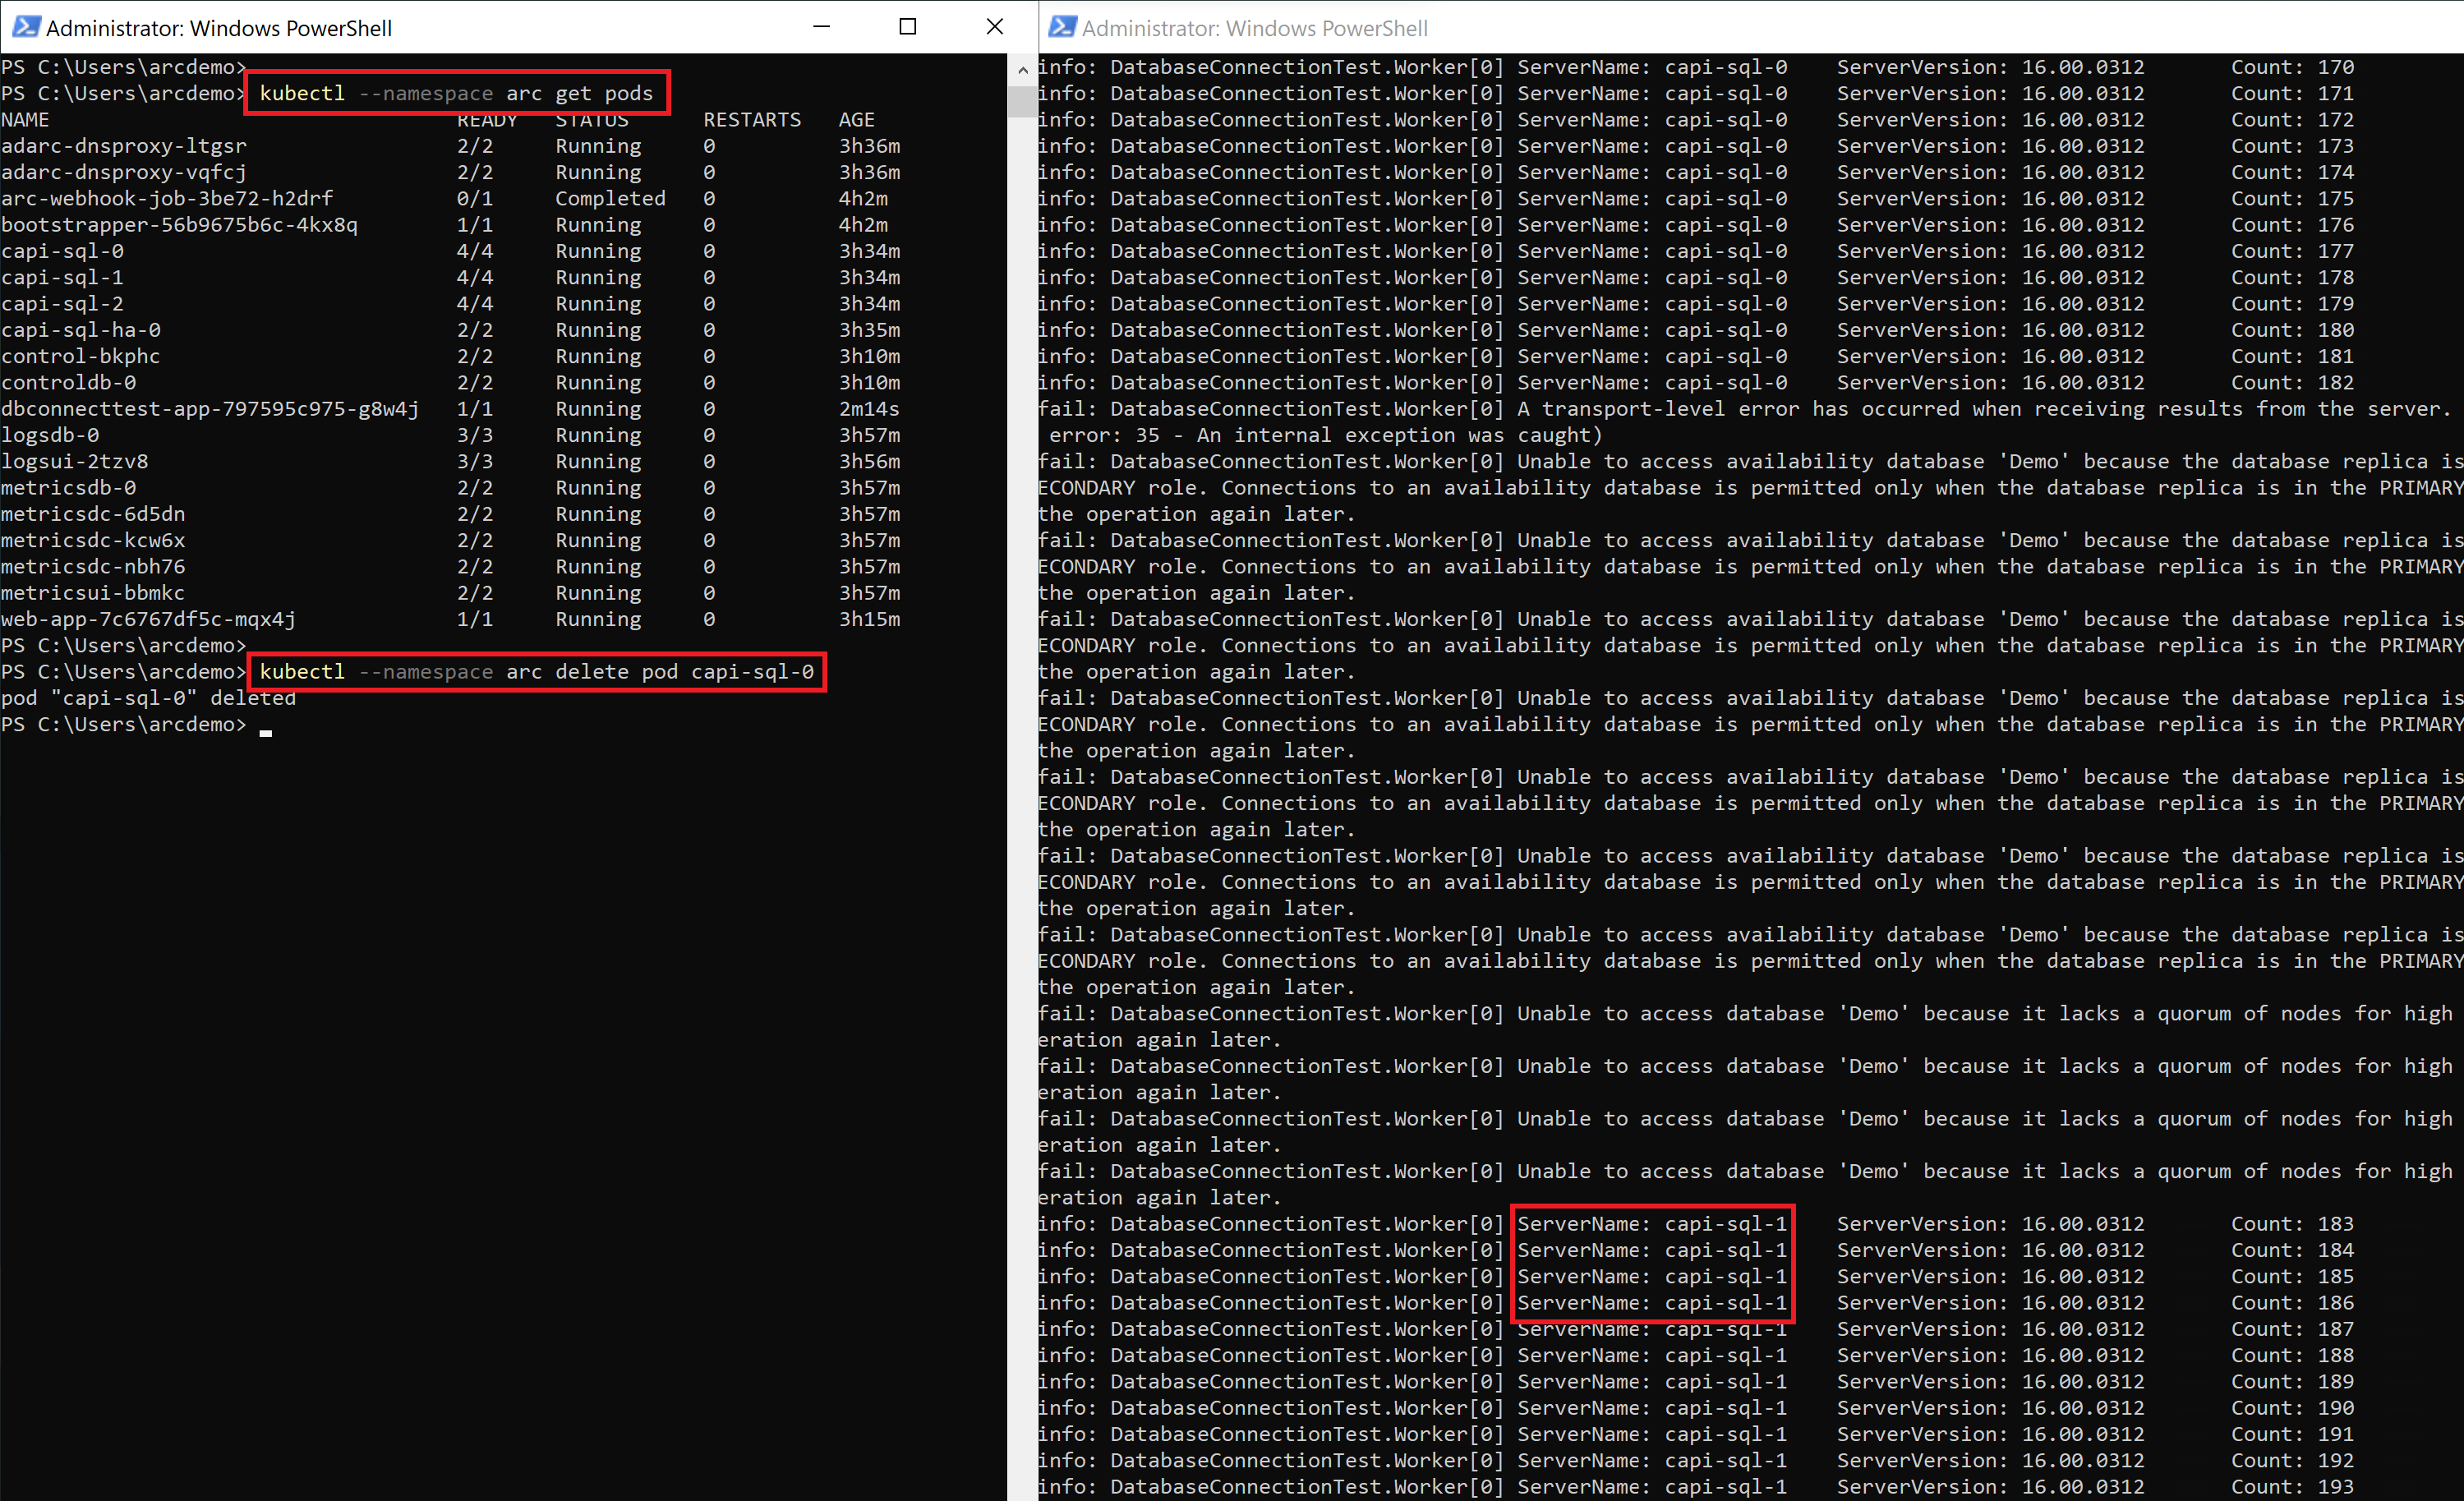 Administrator: Windows PowerShell
PS C:\Users\arcdemo>
PS C:\Users\arcdemo> kubectl --namespace arc get pods
NAME READY STATUS RESTARTS AGE
adarc-dnsproxy-ltgsr 2/2 Running 0 3h36m
adarc-dnsproxy-vqfcj 2/2 Running 0 3h36m
arc-webhook-job-3be72-h2drf 0/1 Completed 0 4h2m
bootstrapper-56b9675b6c-4kx8q 1/1 Running 0 4h2m
capi-sql-0 4/4 Running 0 3h34m
capi-sql-1 4/4 Running 0 3h34m
capi-sql-2 4/4 Running 0 3h34m
capi-sql-ha-0 2/2 Running 0 3h35m
control-bkphc 2/2 Running 0 3h10m
controldb-0 2/2 Running 0 3h10m
dbconnecttest-app-797595c975-g8w4j 1/1 Running 0 2m14s
logsdb-0 3/3 Running 0 3h57m
logsui-2tzv8 3/3 Running 0 3h56m
metricsdb-0 2/2 Running 0 3h57m
metricsdc-6d5dn 2/2 Running 0 3h57m
metricsdc-kcw6x 2/2 Running 0 3h57m
metricsdc-nbh76 2/2 Running 0 3h57m
metricsui-bbmkc 2/2 Running 0 3h57m
web-app-7c6767df5c-mqx4j 1/1 Running 0 3h15m
PS C:\Users\arcdemo>
PS C:\Users\arcdemo> kubectl --namespace arc delete pod capi-sql-0
pod "capi-sql-0" deleted
PS C:\Users\arcdemo>
Administrator: Windows PowerShell
info: DatabaseConnectionTest.Worker[0] ServerName: capi-sql-0 ServerVersion: 16.00.0312 Count: 170
info: DatabaseConnectionTest.Worker[0] ServerName: capi-sql-0 ServerVersion: 16.00.0312 Count: 171
info: DatabaseConnectionTest.Worker[0] ServerName: capi-sql-0 ServerVersion: 16.00.0312 Count: 172
info: DatabaseConnectionTest.Worker[0] ServerName: capi-sql-0 ServerVersion: 16.00.0312 Count: 173
info: DatabaseConnectionTest.Worker[0] ServerName: capi-sql-0 ServerVersion: 16.00.0312 Count: 174
info: DatabaseConnectionTest.Worker[0] ServerName: capi-sql-0 ServerVersion: 16.00.0312 Count: 175
info: DatabaseConnectionTest.Worker[0] ServerName: capi-sql-0 ServerVersion: 16.00.0312 Count: 176
info: DatabaseConnectionTest.Worker[0] ServerName: capi-sql-0 ServerVersion: 16.00.0312 Count: 177
info: DatabaseConnectionTest.Worker[0] ServerName: capi-sql-0 ServerVersion: 16.00.0312 Count: 178
info: DatabaseConnectionTest.Worker[0] ServerName: capi-sql-0 ServerVersion: 16.00.0312 Count: 179
info: DatabaseConnectionTest.Worker[0] ServerName: capi-sql-0 ServerVersion: 16.00.0312 Count: 180
info: DatabaseConnectionTest.Worker[0] ServerName: capi-sql-0 ServerVersion: 16.00.0312 Count: 181
info: DatabaseConnectionTest.Worker[0] ServerName: capi-sql-0 ServerVersion: 16.00.0312 Count: 182
fail: DatabaseConnectionTest.Worker[0] A transport-level error has occurred when receiving results from the server.
error: 35 - An internal exception was caught)
fail: DatabaseConnectionTest.Worker[0] Unable to access availability database 'Demo' because the database replica is
ECONDARY role. Connections to an availability database is permitted only when the database replica is in the PRIMARY
the operation again later.
fail: DatabaseConnectionTest.Worker[0] Unable to access availability database 'Demo' because the database replica is
ECONDARY role. Connections to an availability database is permitted only when the database replica is in the PRIMARY
the operation again later.
fail: DatabaseConnectionTest.Worker[0] Unable to access availability database 'Demo' because the database replica is
ECONDARY role. Connections to an availability database is permitted only when the database replica is in the PRIMARY
the operation again later.
fail: DatabaseConnectionTest.Worker[0] Unable to access availability database 'Demo' because the database replica is
ECONDARY role. Connections to an availability database is permitted only when the database replica is in the PRIMARY
the operation again later.
fail: DatabaseConnectionTest.Worker[0] Unable to access availability database 'Demo' because the database replica is
ECONDARY role. Connections to an availability database is permitted only when the database replica is in the PRIMARY
the operation again later.
fail: DatabaseConnectionTest.Worker[0] Unable to access availability database 'Demo' because the database replica is
ECONDARY role. Connections to an availability database is permitted only when the database replica is in the PRIMARY
the operation again later.
fail: DatabaseConnectionTest.Worker[0] Unable to access availability database 'Demo' because the database replica is
ECONDARY role. Connections to an availability database is permitted only when the database replica is in the PRIMARY
the operation again later.
fail: DatabaseConnectionTest.Worker[0] Unable to access database 'Demo' because it lacks a quorum of nodes for high
eration again later.
fail: DatabaseConnectionTest.Worker[0] Unable to access database 'Demo' because it lacks a quorum of nodes for high
eration again later.
fail: DatabaseConnectionTest.Worker[0] Unable to access database 'Demo' because it lacks a quorum of nodes for high
eration again later.
fail: DatabaseConnectionTest.Worker[0] Unable to access database 'Demo' because it lacks a quorum of nodes for high
eration again later.
info: DatabaseConnectionTest.Worker[0] ServerName: capi-sql-1 ServerVersion: 16.00.0312 Count: 183
info: DatabaseConnectionTest.Worker[0] ServerName: capi-sql-1 ServerVersion: 16.00.0312 Count: 184
info: DatabaseConnectionTest.Worker[0] ServerName: capi-sql-1 ServerVersion: 16.00.0312 Count: 185
info: DatabaseConnectionTest.Worker[0] ServerName: capi-sql-1 ServerVersion: 16.00.0312 Count: 186
info: DatabaseConnectionTest.Worker[0] ServerName: capi-sql-1 ServerVersion: 16.00.0312 Count: 187
info: DatabaseConnectionTest.Worker[0] ServerName: capi-sql-1 ServerVersion: 16.00.0312 Count: 188
info: DatabaseConnectionTest.Worker[0] ServerName: capi-sql-1 ServerVersion: 16.00.0312 Count: 189
info: DatabaseConnectionTest.Worker[0] ServerName: capi-sql-1 ServerVersion: 16.00.0312 Count: 190
info: DatabaseConnectionTest.Worker[0] ServerName: capi-sql-1 ServerVersion: 16.00.0312 Count: 191
info: DatabaseConnectionTest.Worker[0] ServerName: capi-sql-1 ServerVersion: 16.00.0312 Count: 192
info: DatabaseConnectionTest.Worker[0] ServerName: capi-sql-1 ServerVersion: 16.00.0312 Count: 193